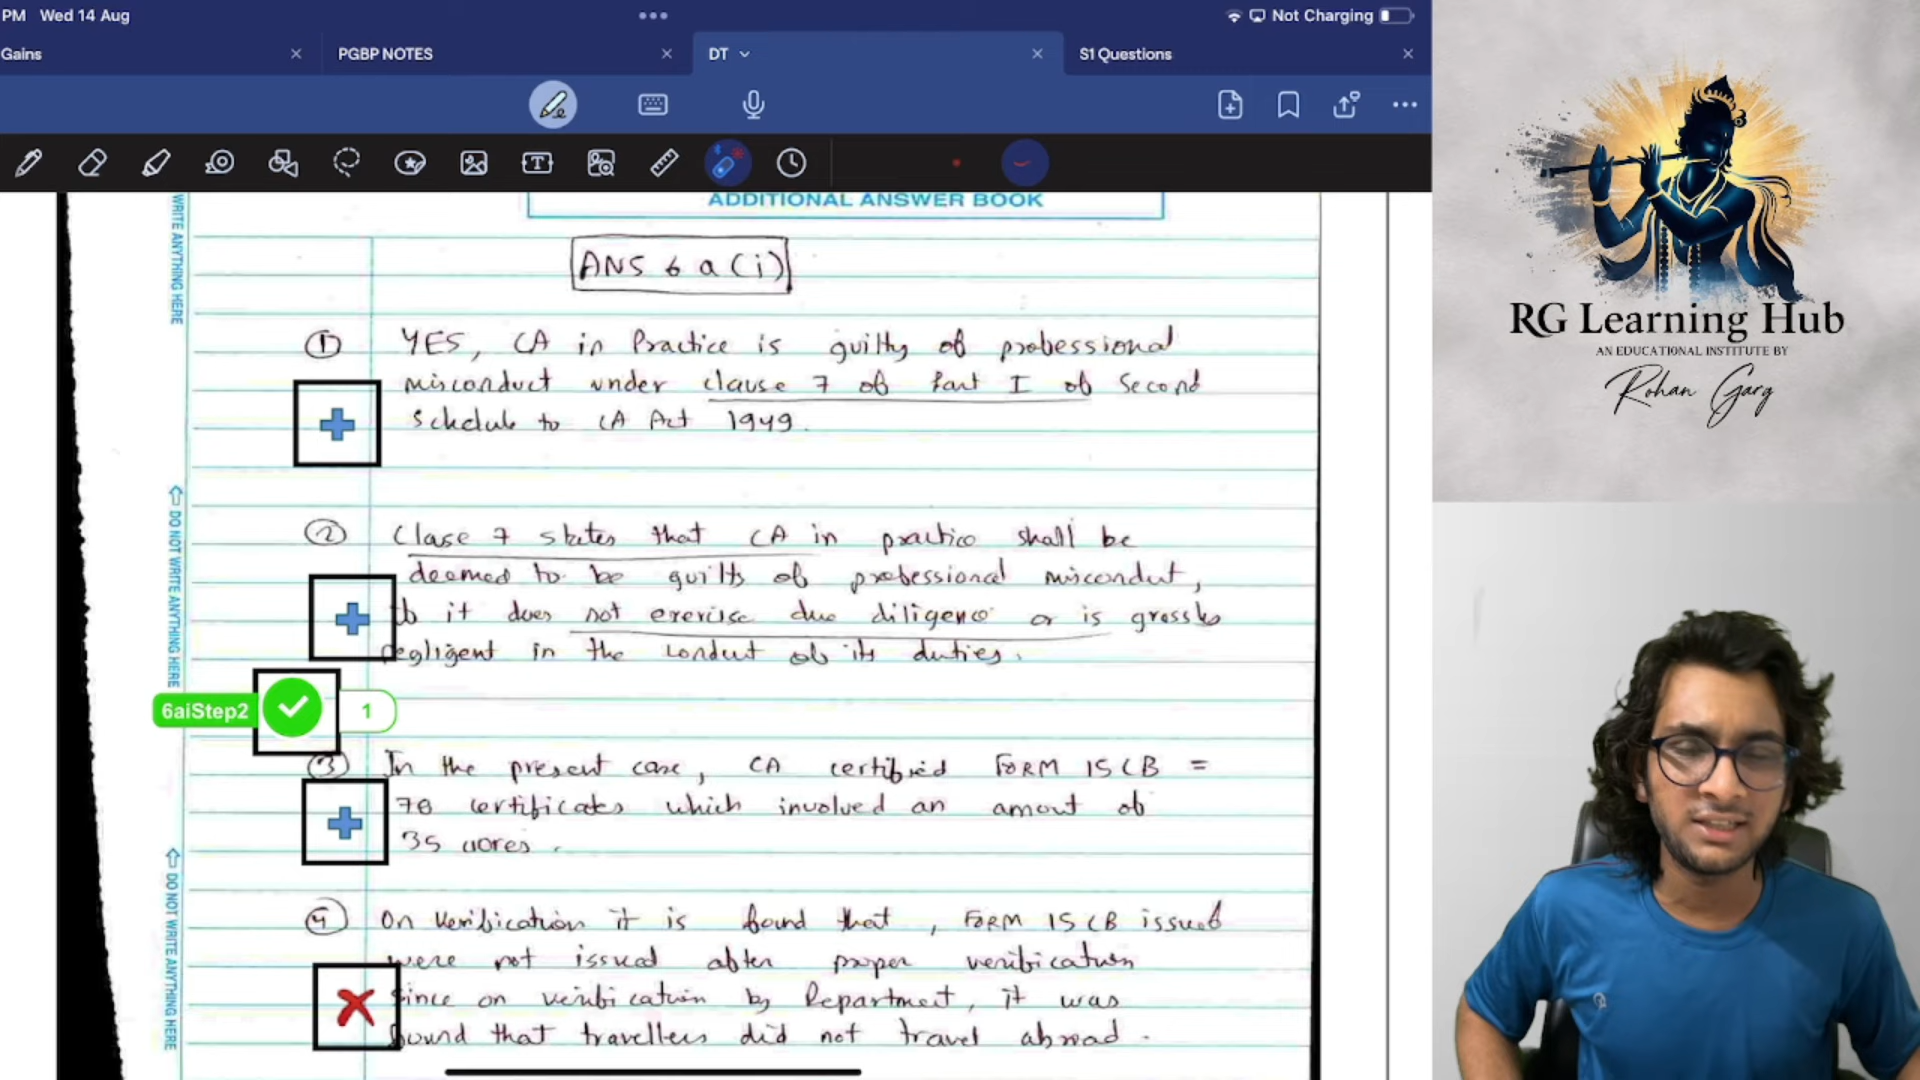 PM Wed 14 Aug
Not Charging
Gains
PGBP NOTES
DT
S1 Questions
ADDITIONAL ANSWER BOOK
WRITE ANYTHING HERE
ANS 6 a (i)
① YES, CA in Practice is guilty of professional
misconduct under clause 7 of Part I of Second
Schedule to CA Act 1949.
② Clase 7 states that CA in practice shall be
deemed to be guilty of professional misconduct,
if it does not exercise due diligence or is grossly
negligent in the conduct of its duties.
DO NOT WRITE ANYTHING HERE
6aiStep2 1
③ In the present case, CA certified FORM 15CB =
70 certificates which involved an amount of
35 crores.
④ On verification it is found that, FORM 15CB issued
were not issued after proper verification
since on verification by Department, it was
found that travellers did not travel abroad.
DO NOT WRITE ANYTHING HERE
RG Learning Hub
AN EDUCATIONAL INSTITUTE BY
Rohan Garg